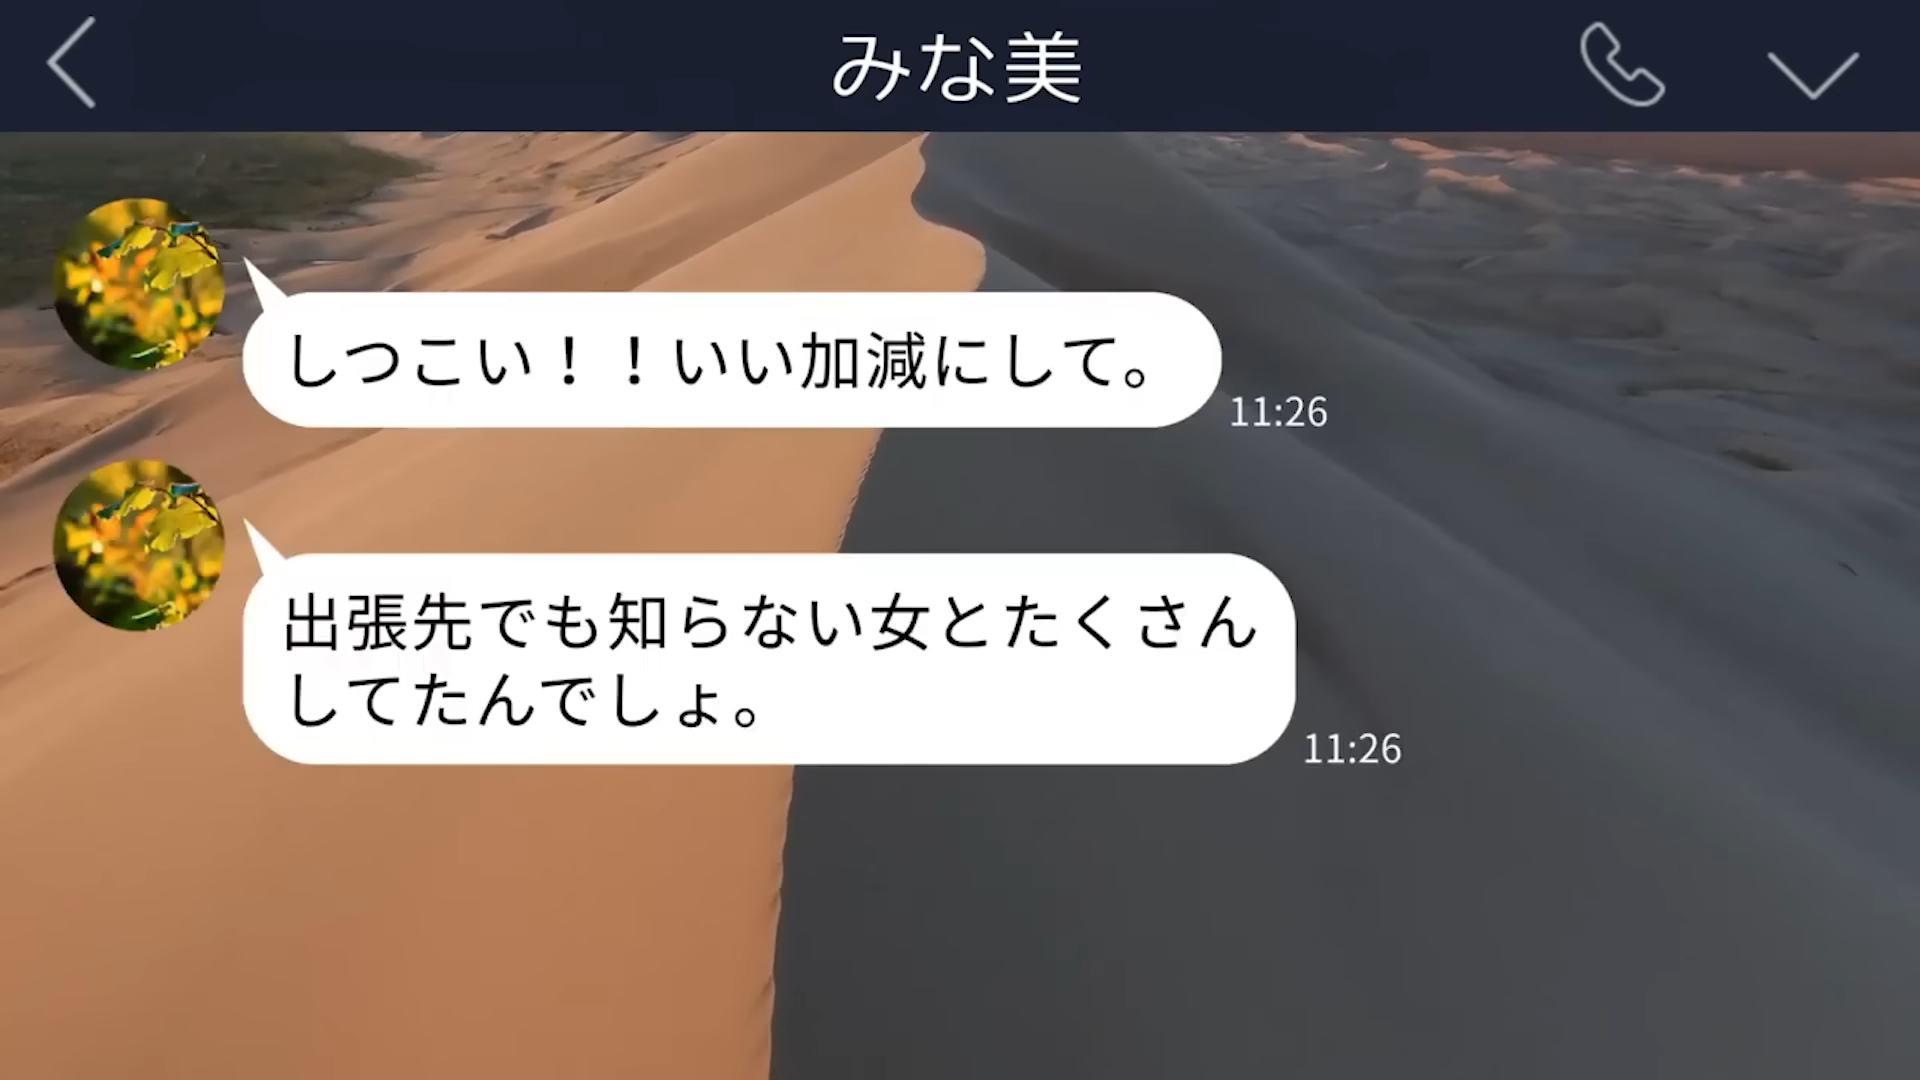 みな美
しつこい！！いい加減にして。
11:26
出張先でも知らない女とたくさん
してたんでしょ。
11:26